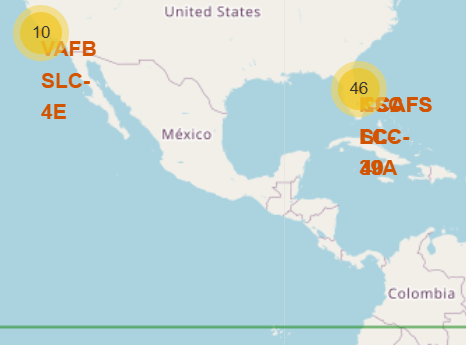 United States
10
VAFB
SLC-
4E
46
México
Colombia